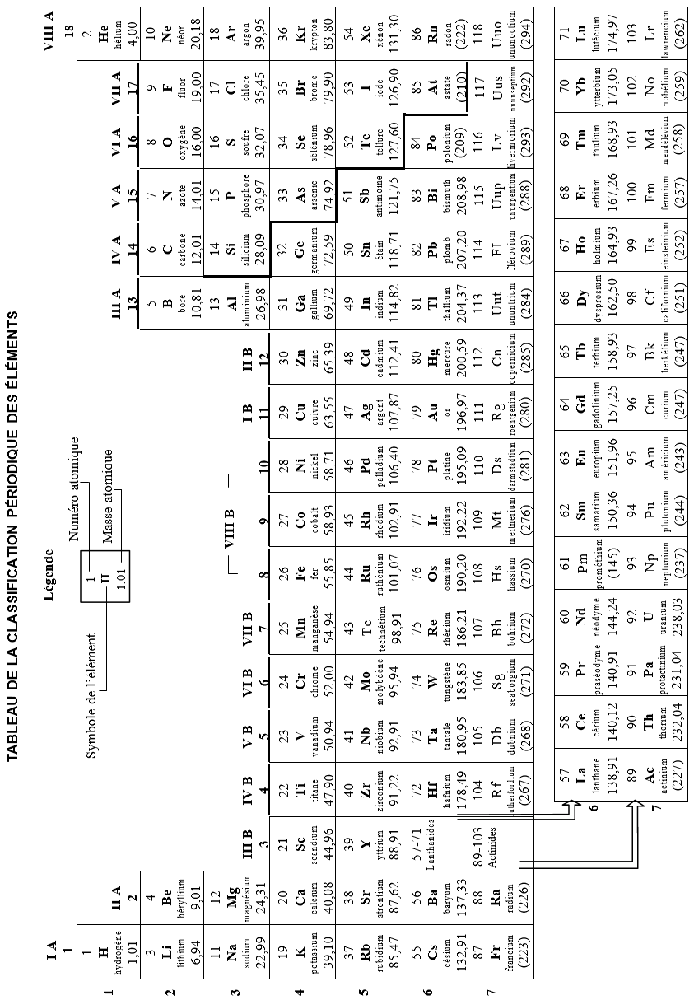 TABLEAU DE LA CLASSIFICATION PÉRIODIQUE DES ÉLÉMENTS
Légende
Symbole de l'élément
Numéro atomique
Masse atomique
1
H
1,01
I A
1
II A
2
III B
3
IV B
4
V B
5
VI B
6
VII B
7
VIII B
8
9
10
I B
11
II B
12
III A
13
IV A
14
V A
15
VI A
16
VII A
17
VIII A
18
1
1
H
hydrogène
1,01
2
He
hélium
4,00
2
3
Li
lithium
6,94
4
Be
béryllium
9,01
5
B
bore
10,81
6
C
carbone
12,01
7
N
azote
14,01
8
O
oxygène
16,00
9
F
fluor
19,00
10
Ne
néon
20,18
3
11
Na
sodium
22,99
12
Mg
magnésium
24,31
13
Al
aluminium
26,98
14
Si
silicium
28,09
15
P
phosphore
30,97
16
S
soufre
32,07
17
Cl
chlore
35,45
18
Ar
argon
39,95
4
19
K
potassium
39,10
20
Ca
calcium
40,08
21
Sc
scandium
44,96
22
Ti
titane
47,90
23
V
vanadium
50,94
24
Cr
chrome
52,00
25
Mn
manganèse
54,94
26
Fe
fer
55,85
27
Co
cobalt
58,93
28
Ni
nickel
58,71
29
Cu
cuivre
63,55
30
Zn
zinc
65,39
31
Ga
gallium
69,72
32
Ge
germanium
72,59
33
As
arsenic
74,92
34
Se
sélénium
78,96
35
Br
brome
79,90
36
Kr
krypton
83,80
5
37
Rb
rubidium
85,47
38
Sr
strontium
87,62
39
Y
yttrium
88,91
40
Zr
zirconium
91,22
41
Nb
niobium
92,91
42
Mo
molybdène
95,94
43
Tc
technétium
98,91
44
Ru
ruthénium
101,07
45
Rh
rhodium
102,91
46
Pd
palladium
106,40
47
Ag
argent
107,87
48
Cd
cadmium
112,41
49
In
indium
114,82
50
Sn
étain
118,71
51
Sb
antimoine
121,75
52
Te
tellure
127,60
53
I
iode
126,90
54
Xe
xénon
131,30
6
55
Cs
césium
132,91
56
Ba
baryum
137,33
57-71
Lanthanides
72
Hf
hafnium
178,49
73
Ta
tantale
180,95
74
W
tungstène
183,85
75
Re
rhénium
186,21
76
Os
osmium
190,20
77
Ir
iridium
192,22
78
Pt
platine
195,09
79
Au
or
196,97
80
Hg
mercure
200,59
81
Tl
thallium
204,37
82
Pb
plomb
207,20
83
Bi
bismuth
208,98
84
Po
polonium
(209)
85
At
astate
(210)
86
Rn
radon
(222)
7
87
Fr
francium
(223)
88
Ra
radium
(226)
89-103
Actinides
104
Rf
rutherfordium
(267)
105
Db
dubnium
(268)
106
Sg
seaborgium
(271)
107
Bh
bohrium
(272)
108
Hs
hassium
(270)
109
Mt
meitnerium
(276)
110
Ds
darmstadtium
(281)
111
Rg
roentgenium
(280)
112
Cn
copernicium
(285)
113
Uut
ununtrium
(284)
114
Fl
flérovium
(289)
115
Uup
ununpentium
(288)
116
Lv
livermorium
(293)
117
Uus
ununseptium
(292)
118
Uuo
ununoctium
(294)
6
57
La
lanthane
138,91
58
Ce
cérium
140,12
59
Pr
praséodyme
140,91
60
Nd
néodyme
144,24
61
Pm
prométhium
(145)
62
Sm
samarium
150,36
63
Eu
europium
151,96
64
Gd
gadolinium
157,25
65
Tb
terbium
158,93
66
Dy
dysprosium
162,50
67
Ho
holmium
164,93
68
Er
erbium
167,26
69
Tm
thulium
168,93
70
Yb
ytterbium
173,05
71
Lu
lutécium
174,97
7
89
Ac
actinium
(227)
90
Th
thorium
232,04
91
Pa
protactinium
231,04
92
U
uranium
238,03
93
Np
neptunium
(237)
94
Pu
plutonium
(244)
95
Am
américium
(243)
96
Cm
curium
(247)
97
Bk
berkélium
(247)
98
Cf
californium
(251)
99
Es
einsteinium
(252)
100
Fm
fermium
(257)
101
Md
mendélévium
(258)
102
No
nobélium
(259)
103
Lr
lawrencium
(262)